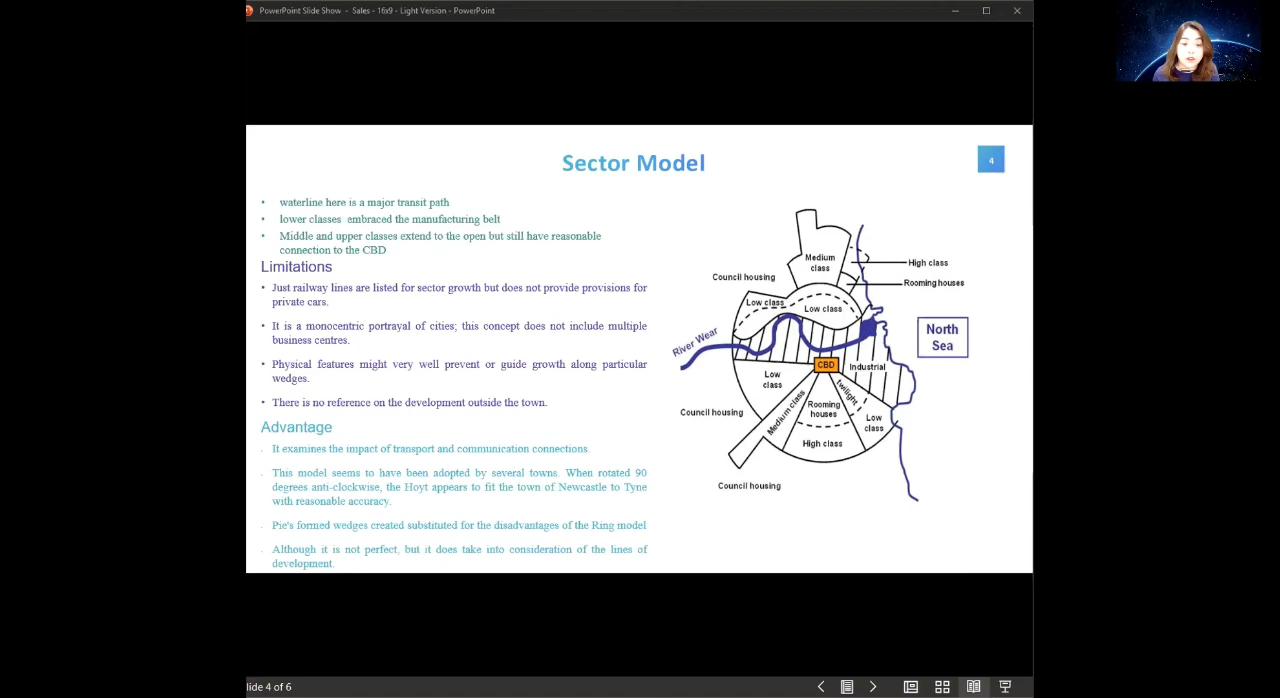 PowerPoint Slide Show - Sales - 16x9 - Light Version - PowerPoint
Sector Model
4
• waterline here is a major transit path
• lower classes embraced the manufacturing belt
• Middle and upper classes extend to the open but still have reasonable
connection to the CBD
Limitations
• Just railway lines are listed for sector growth but does not provide provisions for
private cars.
• It is a monocentric portrayal of cities; this concept does not include multiple
business centres.
• Physical features might very well prevent or guide growth along particular
wedges.
• There is no reference on the development outside the town.
Advantage
. It examines the impact of transport and communication connections.
. This model seems to have been adopted by several towns. When rotated 90
degrees anti-clockwise, the Hoyt appears to fit the town of Newcastle to Tyne
with reasonable accuracy.
. Pie's formed wedges created substituted for the disadvantages of the Ring model
. Although it is not perfect, but it does take into consideration of the lines of
development.
Medium
class
High class
Council housing
Rooming houses
Low class
Low class
River Wear
North
Sea
CBD
Industrial
Low
class
twilight
Medium class
Rooming
houses
Low
class
Council housing
High class
Council housing
lide 4 of 6